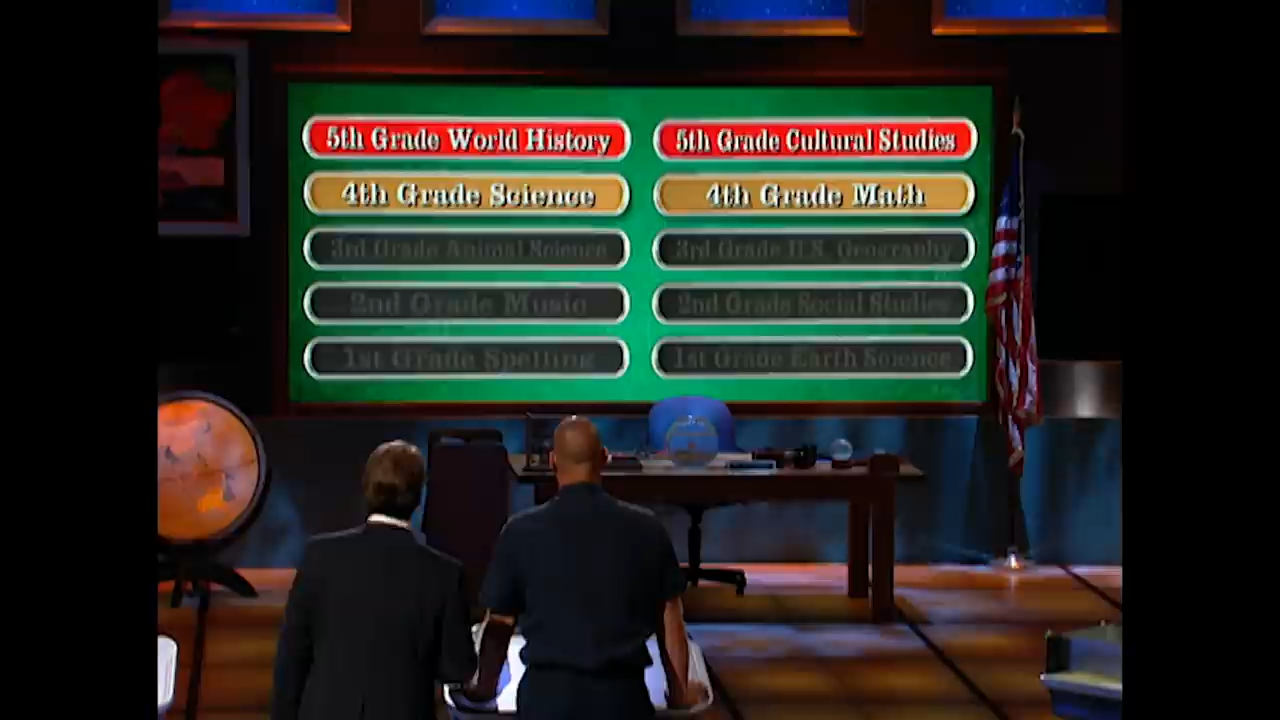 5th Grade World History
5th Grade Cultural Studies
4th Grade Science
4th Grade Math
3rd Grade Animal Science
3rd Grade U.S. Geography
2nd Grade Music
2nd Grade Social Studies
1st Grade Spelling
1st Grade Earth Science